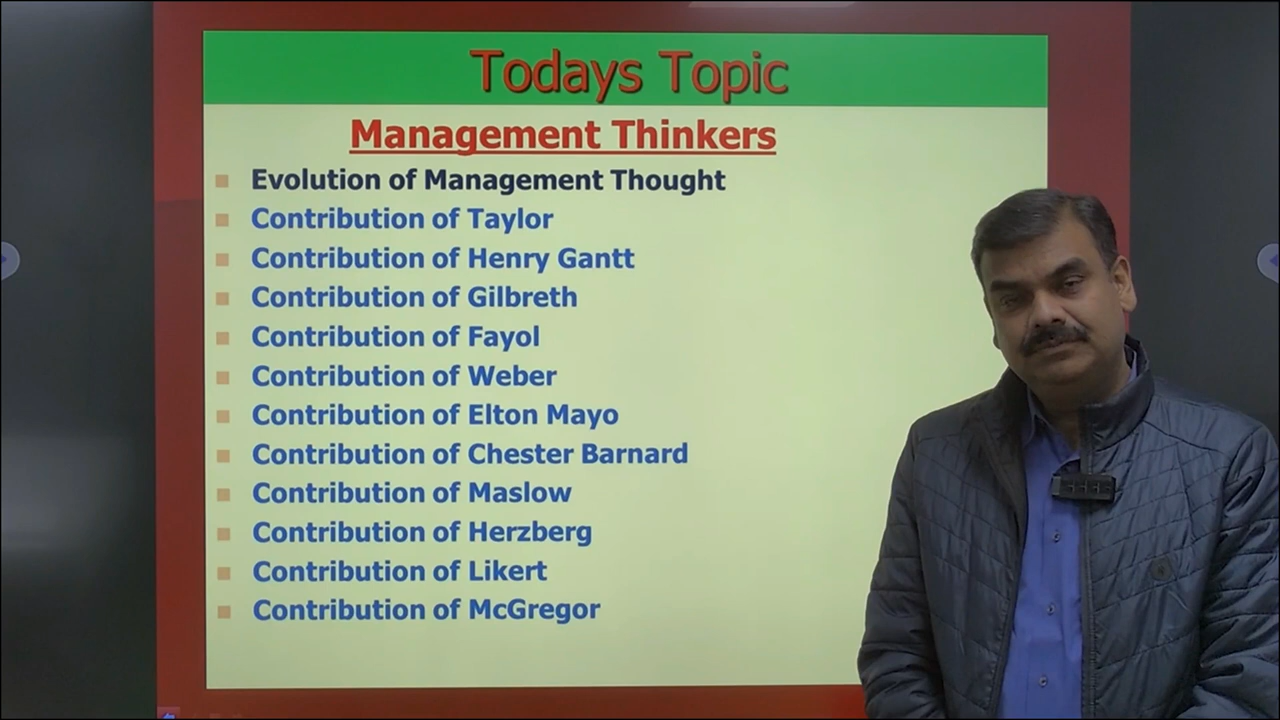 Todays Topic
Management Thinkers
Evolution of Management Thought
Contribution of Taylor
Contribution of Henry Gantt
Contribution of Gilbreth
Contribution of Fayol
Contribution of Weber
Contribution of Elton Mayo
Contribution of Chester Barnard
Contribution of Maslow
Contribution of Herzberg
Contribution of Likert
Contribution of McGregor